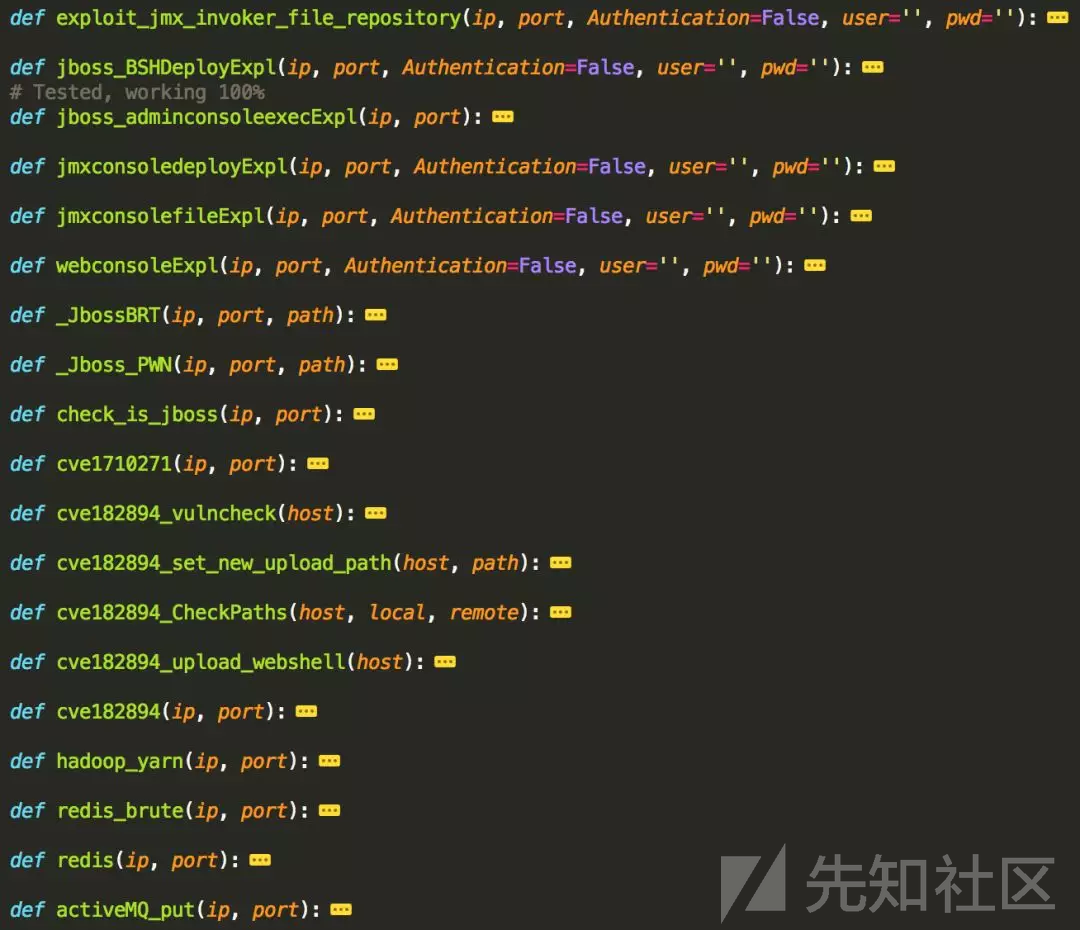 def exploit_jmx_invoker_file_repository(ip, port, Authentication=False, user='', pwd=''):
def jboss_BSHDeployExpl(ip, port, Authentication=False, user='', pwd=''):
# Tested, working 100%
def jboss_adminconsoleexecExpl(ip, port):
def jmxconsoledeployExpl(ip, port, Authentication=False, user='', pwd=''):
def jmxconsolefileExpl(ip, port, Authentication=False, user='', pwd=''):
def webconsoleExpl(ip, port, Authentication=False, user='', pwd=''):
def _JbossBRT(ip, port, path):
def _Jboss_PWN(ip, port, path):
def check_is_jboss(ip, port):
def cve1710271(ip, port):
def cve182894_vulncheck(host):
def cve182894_set_new_upload_path(host, path):
def cve182894_CheckPaths(host, local, remote):
def cve182894_upload_webshell(host):
def cve182894(ip, port):
def hadoop_yarn(ip, port):
def redis_brute(ip, port):
def redis(ip, port):
def activeMQ_put(ip, port):
先知社区